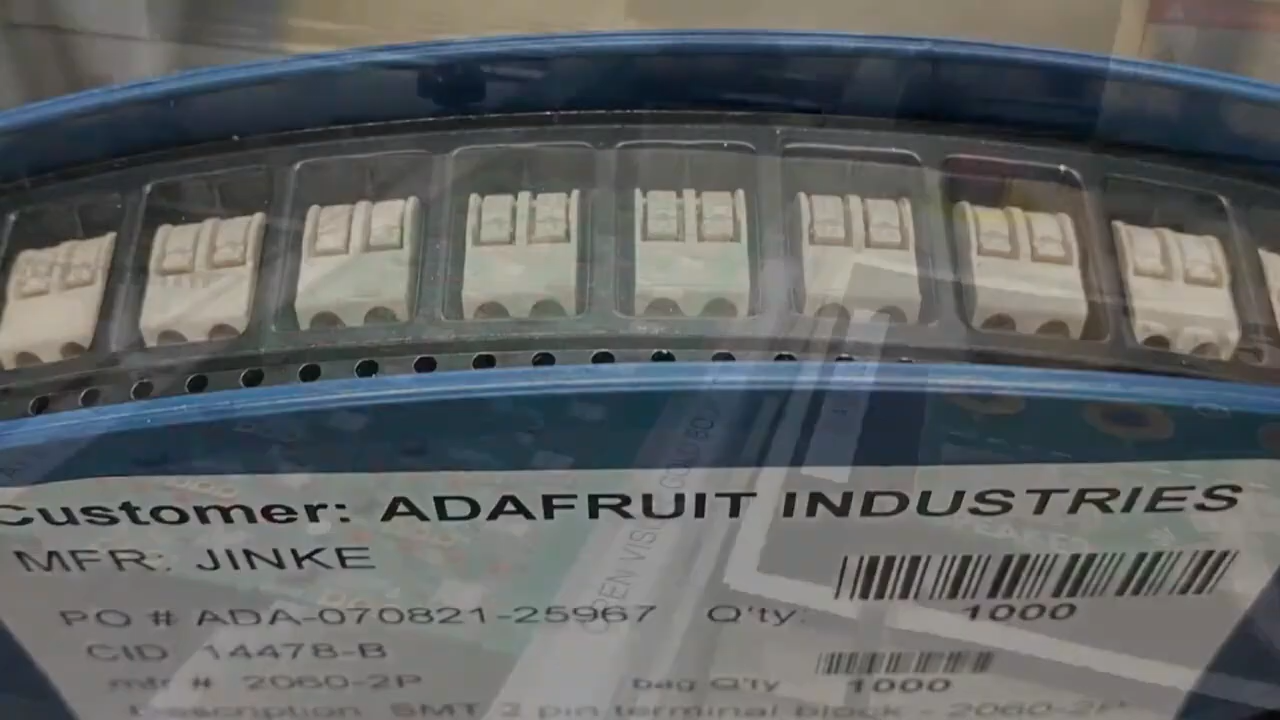 Customer: ADAFRUIT INDUSTRIES
MFR: JINKE
PO # ADA-070821-25967 Q'ty:
1000
CID 14478-B
mfr # 2060-2P bag Q'ty 1000
Description SMT 2 pin terminal block - 2060-2P